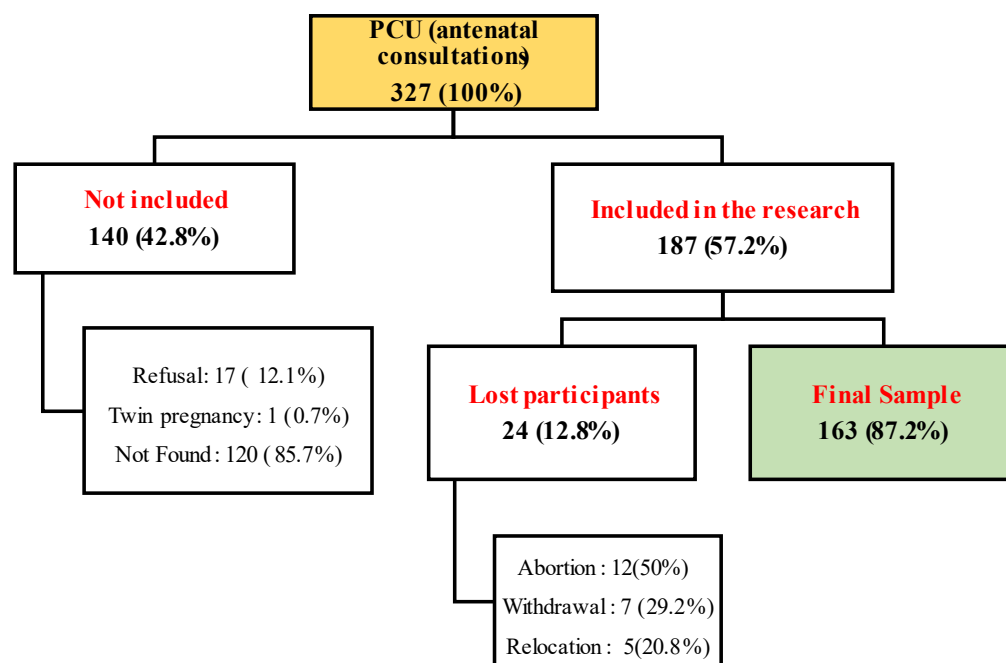 PCU (antenatal
consultations)
327 (100%)
Not included
140 (42.8%)
Included in the research
187 (57.2%)
Refusal: 17 ( 12.1%)
Twin pregnancy: 1 (0.7%)
Not Found : 120 ( 85.7%)
Lost participants
24 (12.8%)
Final Sample
163 (87.2%)
Abortion : 12(50%)
Withdrawal : 7 (29.2%)
Relocation : 5(20.8%)